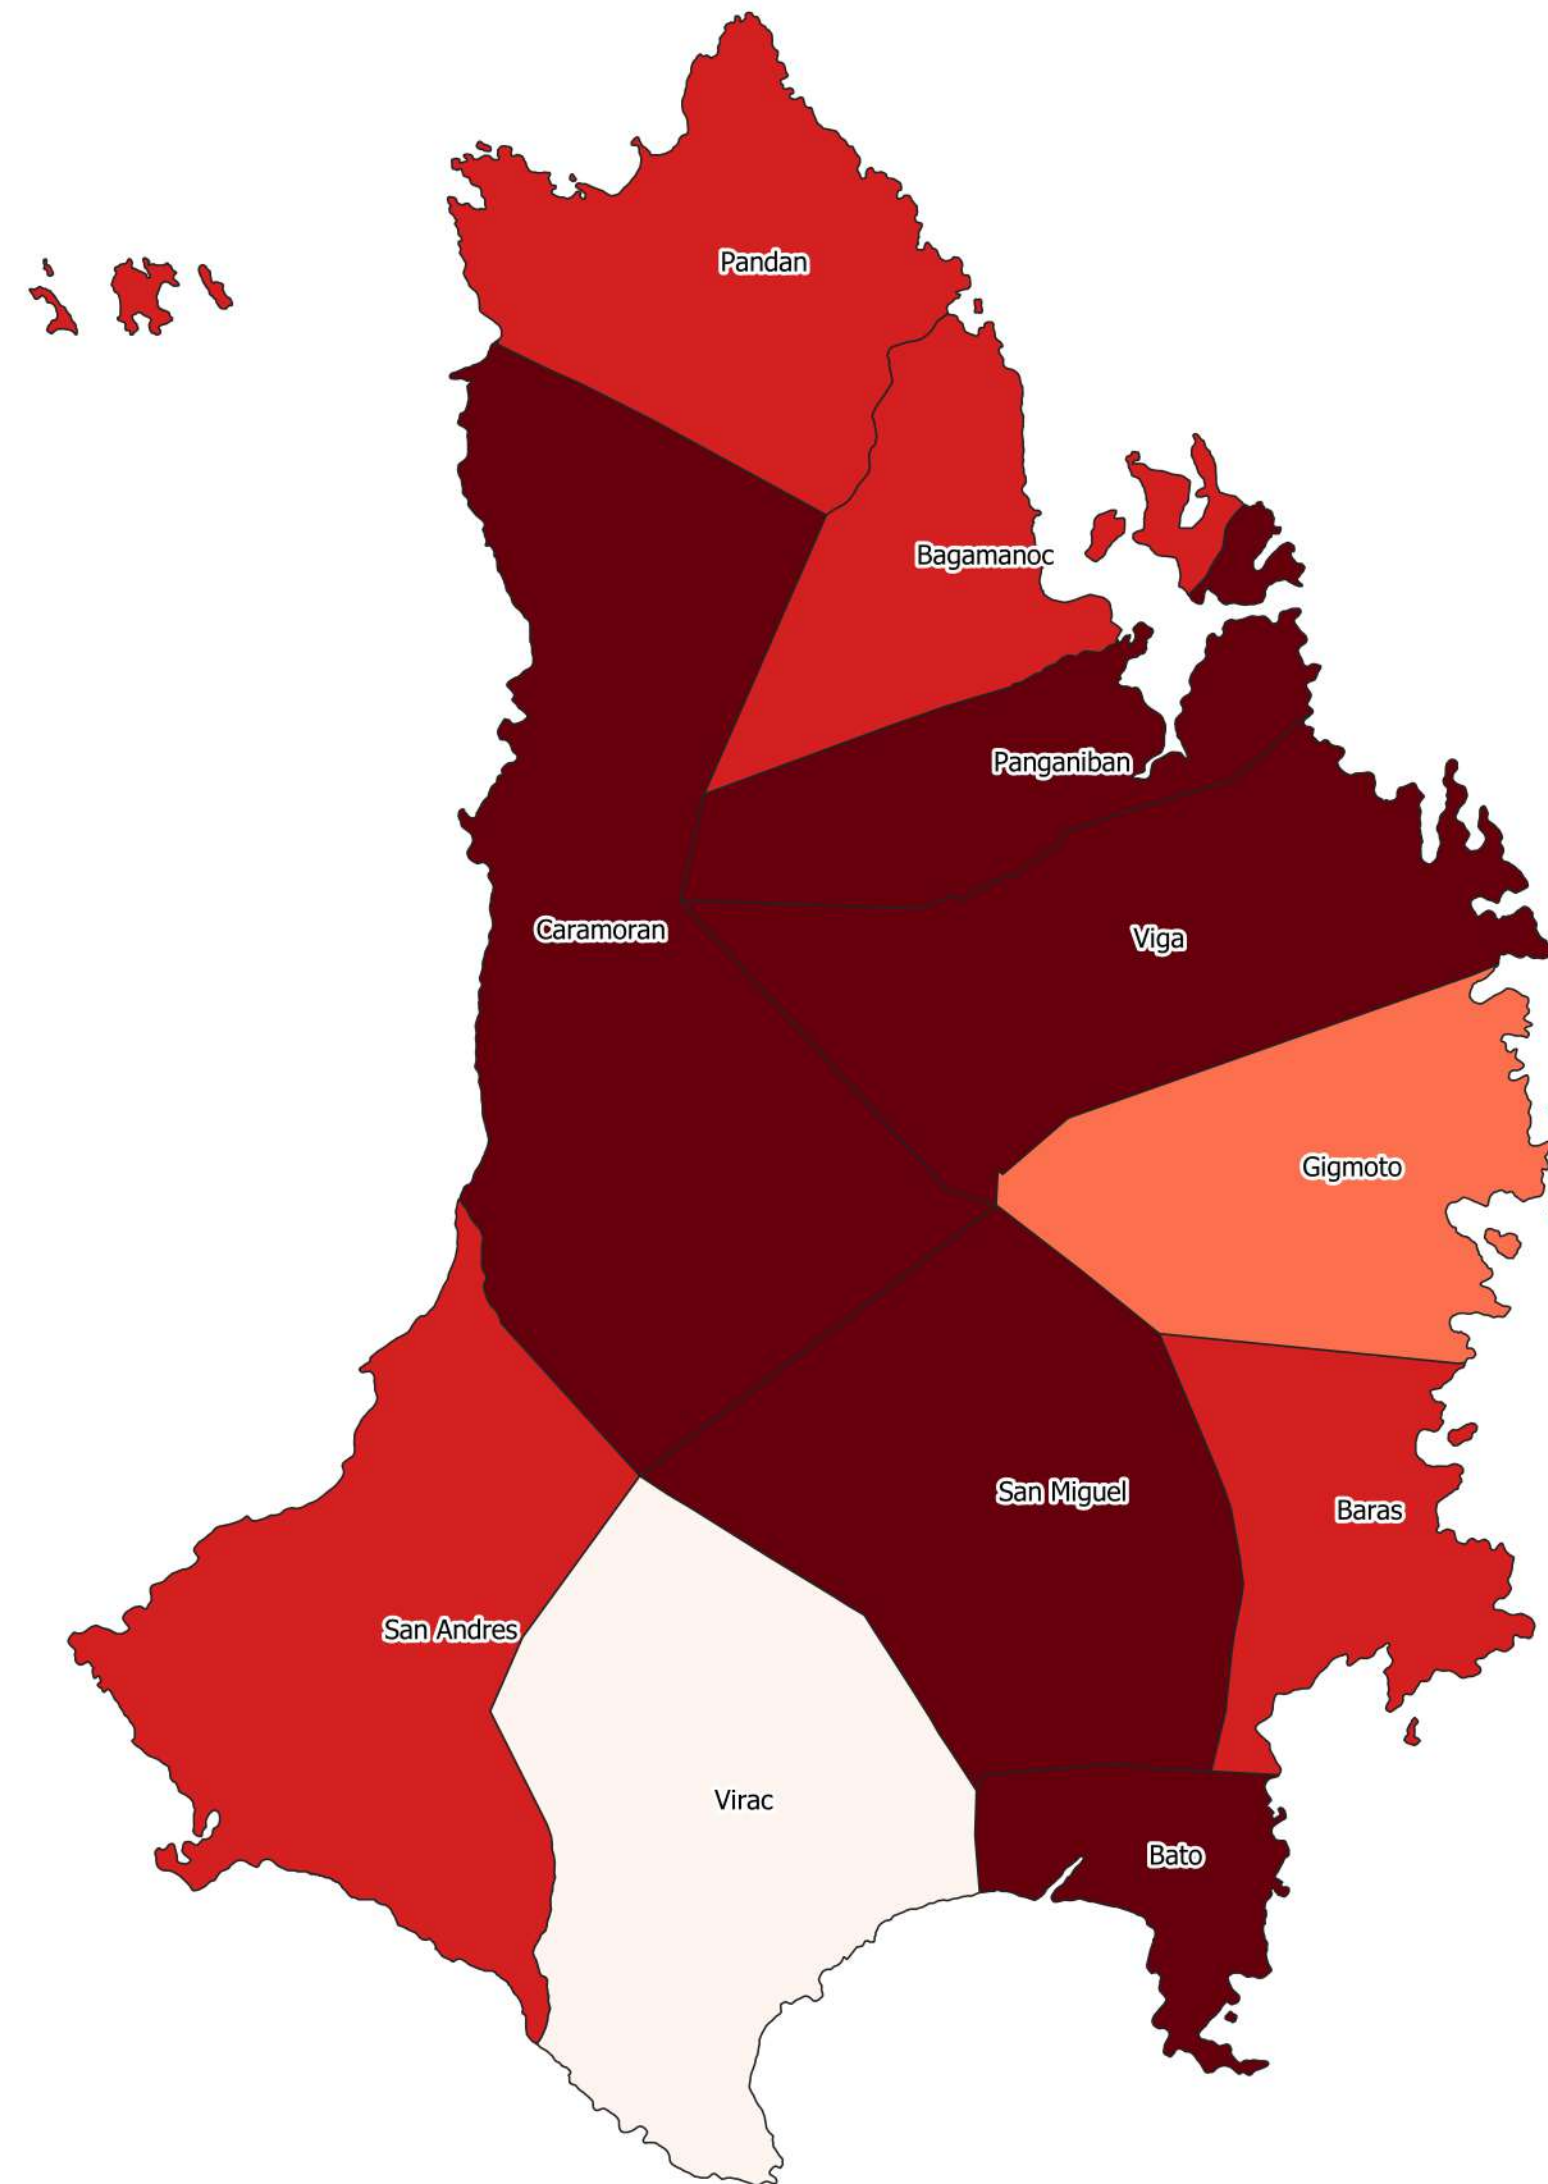 Pandan
Bagamanoc
Panganiban
Caramoran
Viga
Gigmoto
San Miguel
Baras
San Andres
Virac
Bato